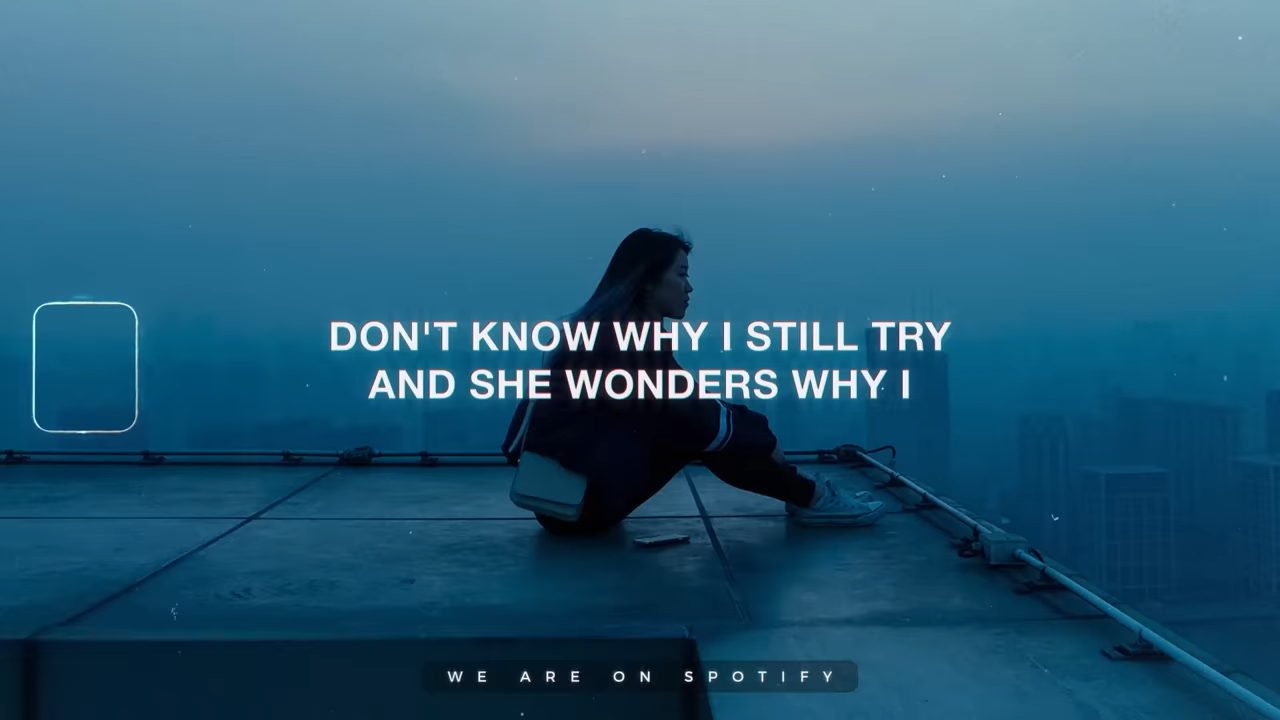 DON'T KNOW WHY I STILL TRY
AND SHE WONDERS WHY I
WE ARE ON SPOTIFY